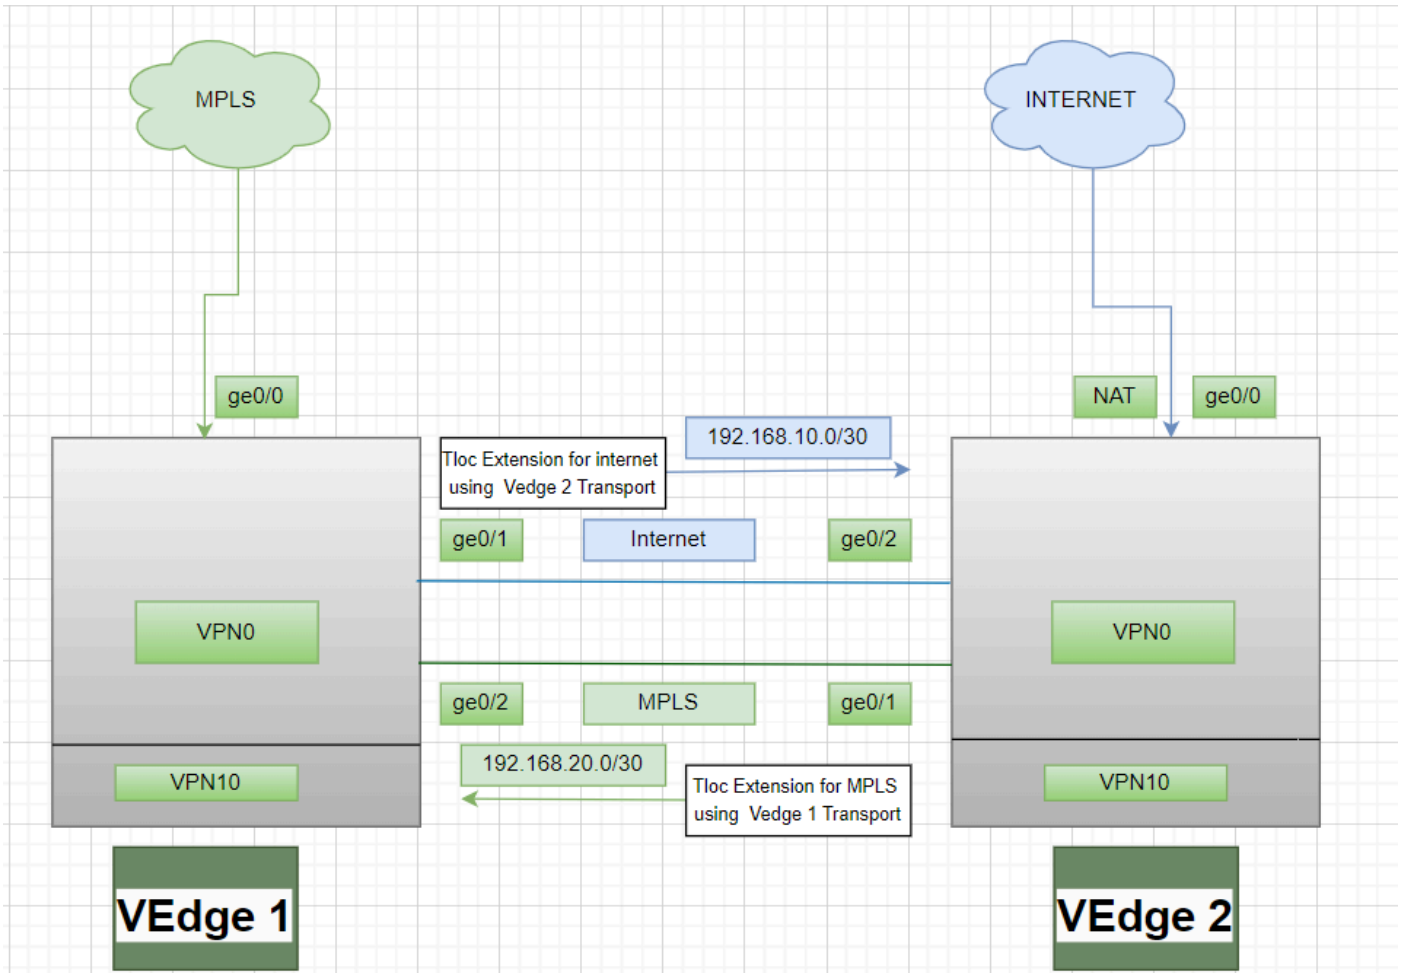 MPLS
INTERNET
ge0/0
NAT
ge0/0
192.168.10.0/30
Tloc Extension for internet
using Vedge 2 Transport
ge0/1
Internet
ge0/2
VPN0
VPN0
ge0/2
MPLS
ge0/1
192.168.20.0/30
VPN10
Tloc Extension for MPLS
using Vedge 1 Transport
VPN10
VEdge 1
VEdge 2